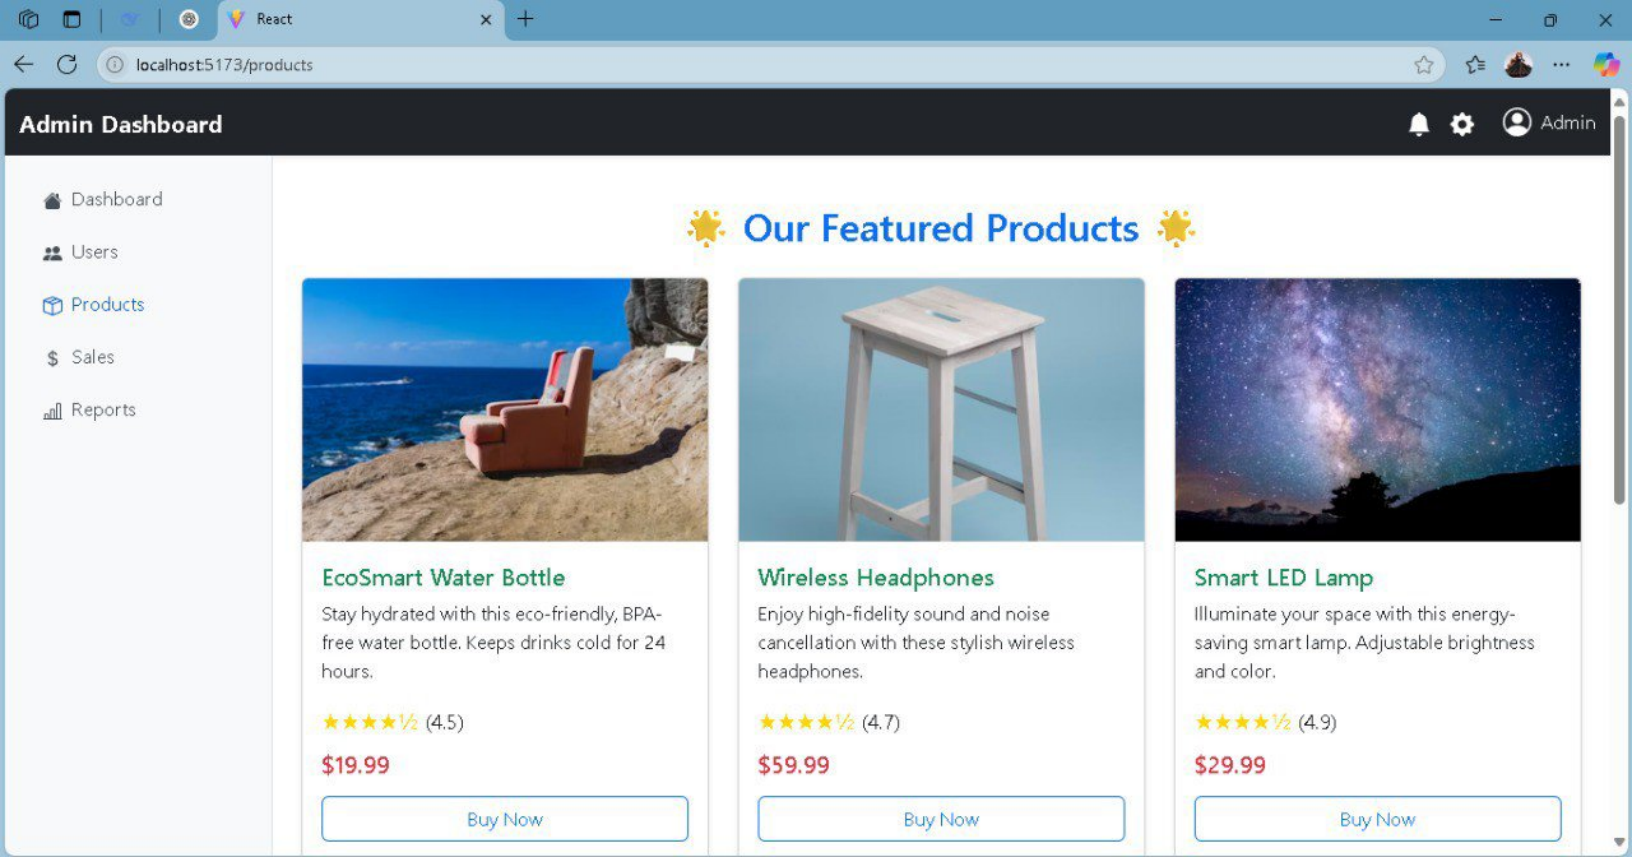 React
localhost:5173/products
Admin Dashboard
Admin
Dashboard
Users
Products
$ Sales
Reports
🌟 Our Featured Products 🌟
EcoSmart Water Bottle
Stay hydrated with this eco-friendly, BPA-
free water bottle. Keeps drinks cold for 24
hours.
★★★★½ (4.5)
$19.99
Buy Now
Wireless Headphones
Enjoy high-fidelity sound and noise
cancellation with these stylish wireless
headphones.
★★★★½ (4.7)
$59.99
Buy Now
Smart LED Lamp
Illuminate your space with this energy-
saving smart lamp. Adjustable brightness
and color.
★★★★½ (4.9)
$29.99
Buy Now